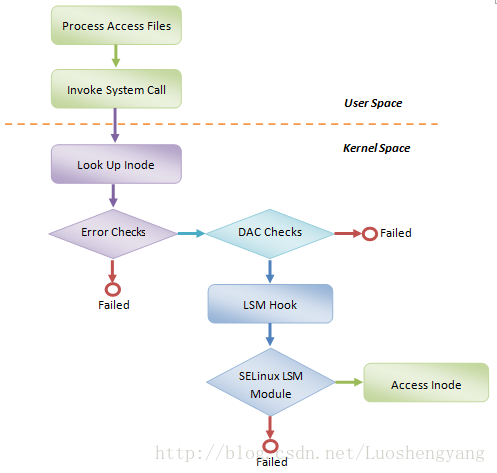 Process Access Files
Invoke System Call
User Space
Kernel Space
Look Up Inode
Error Checks
DAC Checks
Failed
Failed
LSM Hook
SELinux LSM
Module
Access Inode
http://blog.csdn.net/Luoshengyang
Failed